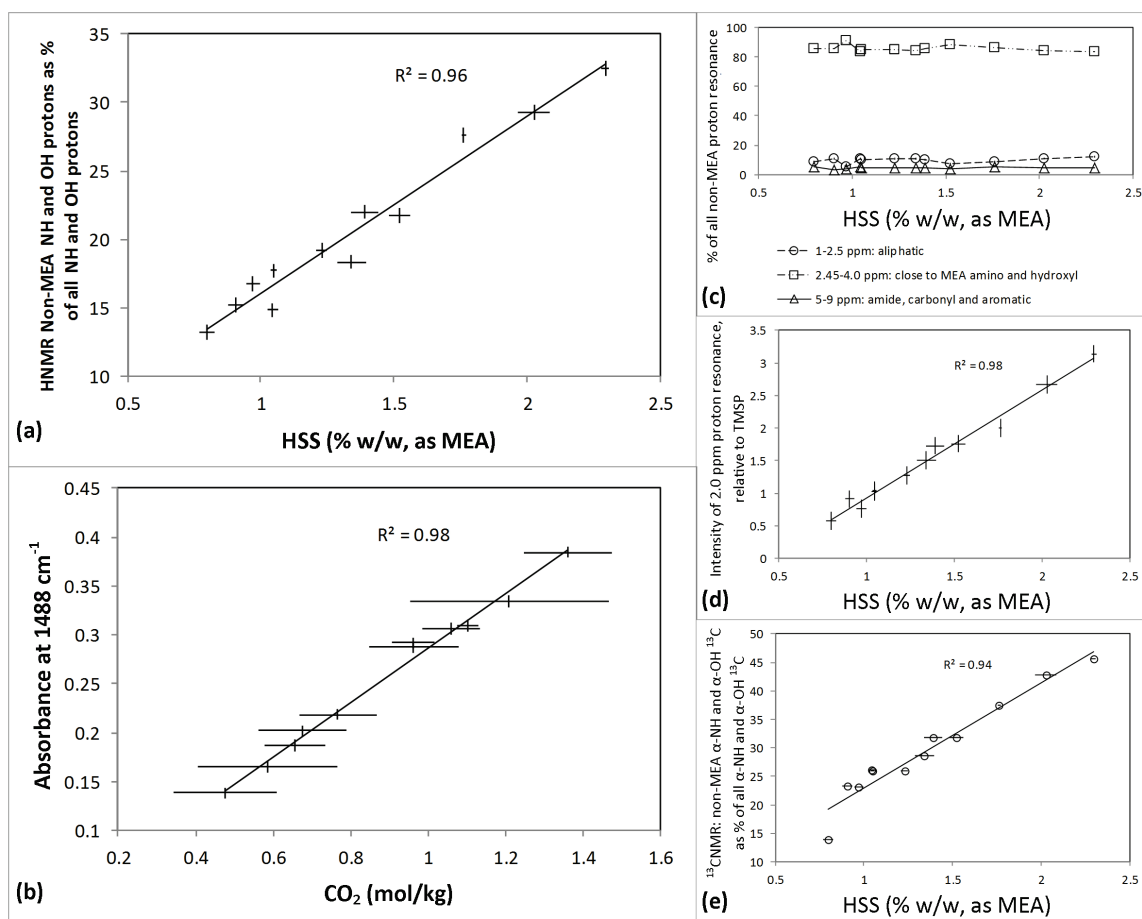 HNMR Non-MEA NH and OH protons as %
of all NH and OH protons
35
30
25
20
15
10
R² = 0.96
0.5
1
1.5
2
2.5
(a)
HSS (% w/w, as MEA)
Absorbance at 1488 cm⁻¹
0.45
0.4
0.35
0.3
0.25
0.2
0.15
0.1
R² = 0.98
0.2
0.4
0.6
0.8
1
1.2
1.4
1.6
(b)
CO₂ (mol/kg)
% of all non-MEA proton resonance
100
80
60
40
20
0
0.5
1
1.5
2
2.5
HSS (% w/w, as MEA)
1-2.5 ppm: aliphatic
2.45-4.0 ppm: close to MEA amino and hydroxyl
5-9 ppm: amide, carbonyl and aromatic
(c)
Intensity of 2.0 ppm proton resonance,
relative to TMSP
3.5
3
2.5
2
1.5
1
0.5
0
R² = 0.98
0.5
1
1.5
2
2.5
(d)
HSS (% w/w, as MEA)
¹³CNMR: non-MEA α-NH and α-OH ¹³C
as % of all α-NH and α-OH ¹³C
50
45
40
35
30
25
20
15
10
R² = 0.94
0.5
1
1.5
2
2.5
(e)
HSS (% w/w, as MEA)